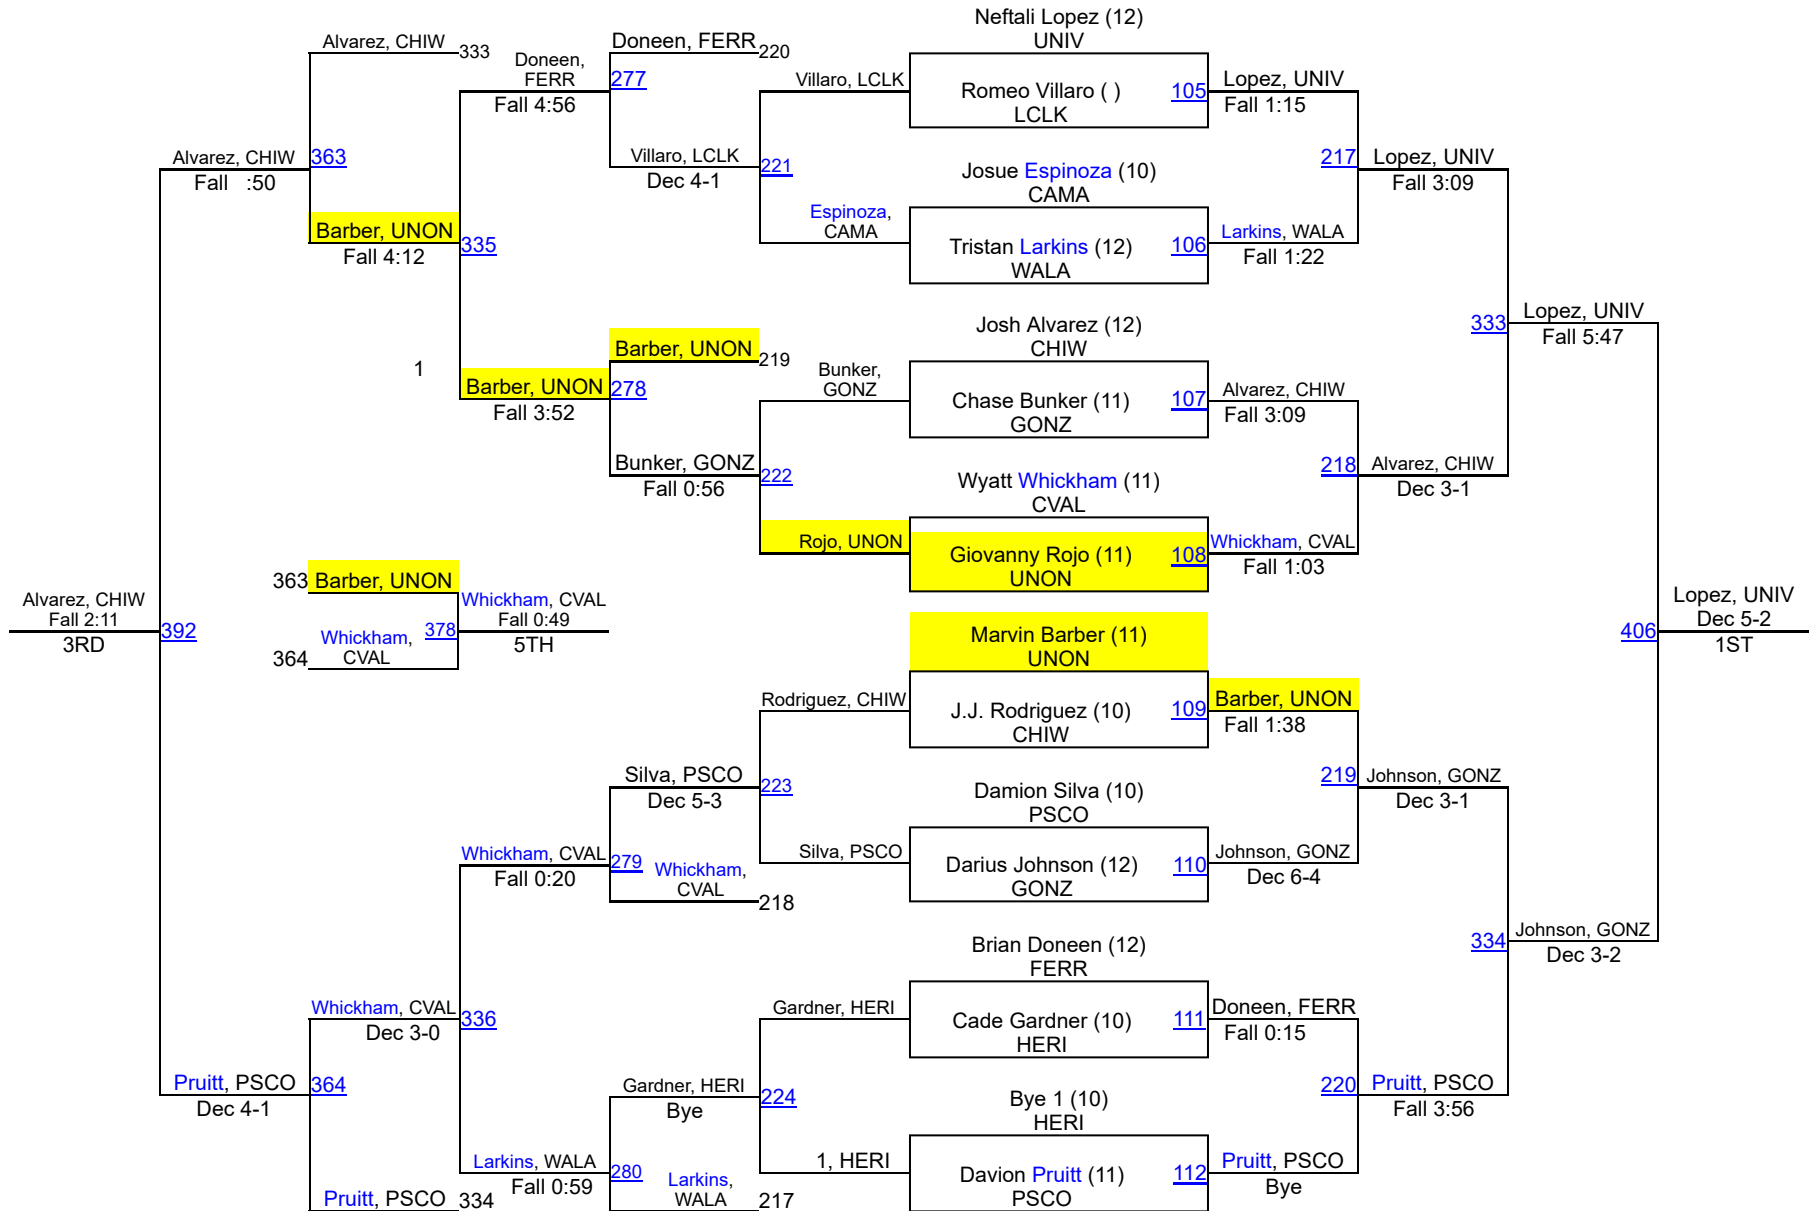 Neftali Lopez (12)
UNIV
Alvarez, CHIW
333
Doneen,
FERR
Fall 4:56
Doneen, FERR
220
277
Villaro, LCLK
Romeo Villaro ( )
LCLK
105
Lopez, UNIV
Fall 1:15
Alvarez, CHIW
Fall :50
363
Villaro, LCLK
Dec 4-1
221
Josue Espinoza (10)
CAMA
217
Lopez, UNIV
Fall 3:09
Barber, UNON
Fall 4:12
335
Espinoza,
CAMA
Tristan Larkins (12)
WALA
106
Larkins, WALA
Fall 1:22
Josh Alvarez (12)
CHIW
333
Lopez, UNIV
Fall 5:47
1
Barber, UNON
219
Barber, UNON
Fall 3:52
278
Bunker,
GONZ
Chase Bunker (11)
GONZ
107
Alvarez, CHIW
Fall 3:09
Bunker, GONZ
Fall 0:56
222
Wyatt Whickham (11)
CVAL
218
Alvarez, CHIW
Dec 3-1
Rojo, UNON
Giovanny Rojo (11)
UNON
108
Whickham, CVAL
Fall 1:03
363
Barber, UNON
Alvarez, CHIW
Fall 2:11
3RD
392
Whickham,
CVAL
364
378
Whickham, CVAL
Fall 0:49
5TH
Marvin Barber (11)
UNON
406
Lopez, UNIV
Dec 5-2
1ST
Rodriguez, CHIW
J.J. Rodriguez (10)
CHIW
109
Barber, UNON
Fall 1:38
Silva, PSCO
Dec 5-3
223
Damion Silva (10)
PSCO
219
Johnson, GONZ
Dec 3-1
Whickham, CVAL
Fall 0:20
279
Whickham,
CVAL
218
Silva, PSCO
Darius Johnson (12)
GONZ
110
Johnson, GONZ
Dec 6-4
Brian Doneen (12)
FERR
334
Johnson, GONZ
Dec 3-2
Whickham, CVAL
Dec 3-0
336
Gardner, HERI
Cade Gardner (10)
HERI
111
Doneen, FERR
Fall 0:15
Pruitt, PSCO
Dec 4-1
364
Gardner, HERI
Bye
224
Bye 1 (10)
HERI
220
Pruitt, PSCO
Fall 3:56
Larkins, WALA
Fall 0:59
280
Larkins,
WALA
217
1, HERI
Davion Pruitt (11)
PSCO
112
Pruitt, PSCO
Bye
Pruitt, PSCO
334